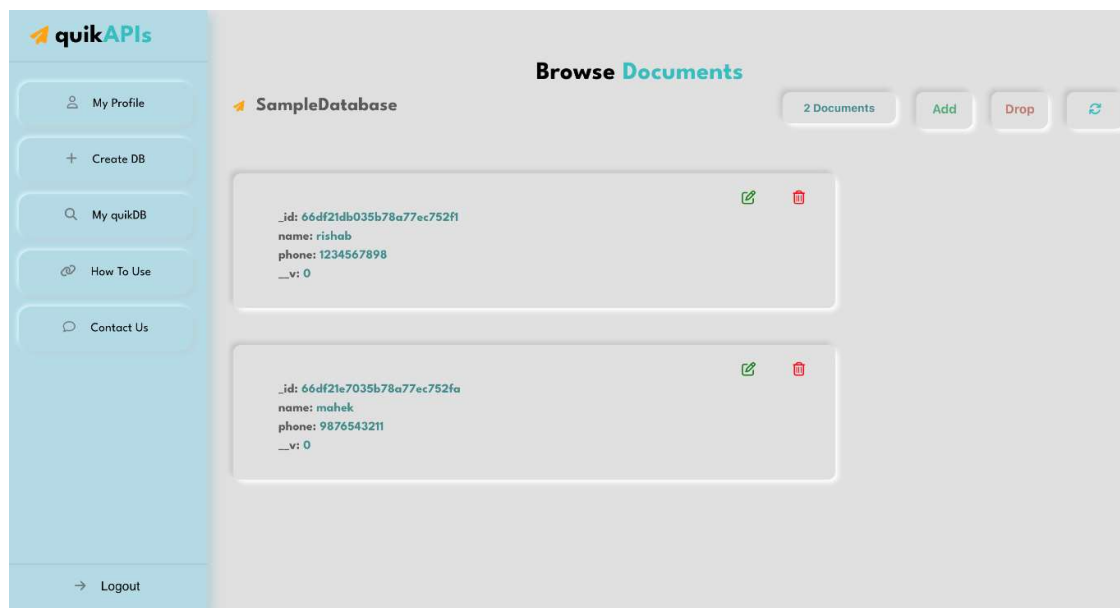 quikAPIs
My Profile
Create DB
My quikDB
How To Use
Contact Us
Logout
Browse Documents
SampleDatabase
2 Documents
Add
Drop
_id: 66df21db035b78a77ec752f1
name: rishab
phone: 1234567898
__v: 0
_id: 66df21e7035b78a77ec752fa
name: mahek
phone: 9876543211
__v: 0